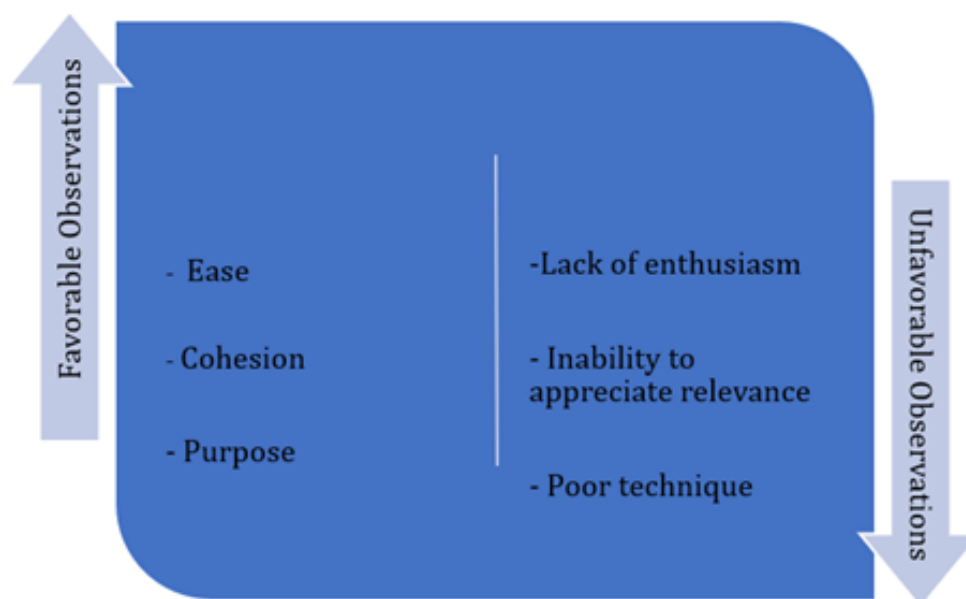 Favorable Observations
- Ease
- Cohesion
- Purpose
-Lack of enthusiasm
- Inability to
appreciate relevance
- Poor technique
Unfavorable Observations